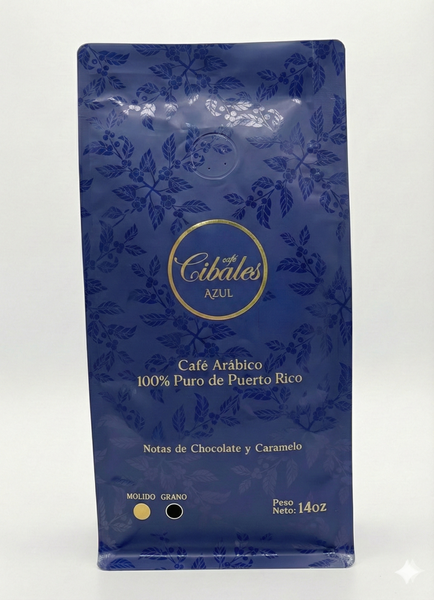 café
Cibales
AZUL
Café Arábico
100% Puro de Puerto Rico
Notas de Chocolate y Caramelo
MOLIDO GRANO
Peso
Neto: 14oz